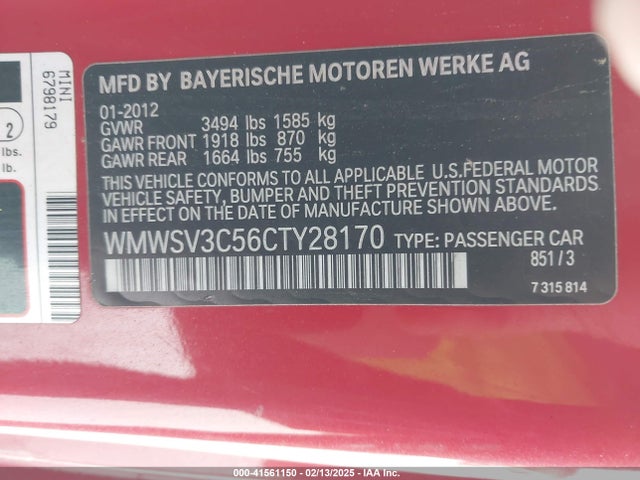 MFD BY BAYERISCHE MOTOREN WERKE AG
01-2012
GVWR 3494 lbs 1585 kg
GAWR FRONT 1918 lbs 870 kg
GAWR REAR 1664 lbs 755 kg
THIS VEHICLE CONFORMS TO ALL APPLICABLE U.S.FEDERAL MOTOR
VEHICLE SAFETY, BUMPER AND THEFT PREVENTION STANDARDS
IN EFFECT ON THE DATE OF MANUFACTURE SHOWN ABOVE.
WMWSV3C56CTY28170 TYPE: PASSENGER CAR
851 / 3
7 315 814
MINI
6798179
2
lbs.
lb.
000-41561150 - 02/13/2025 - IAA Inc.